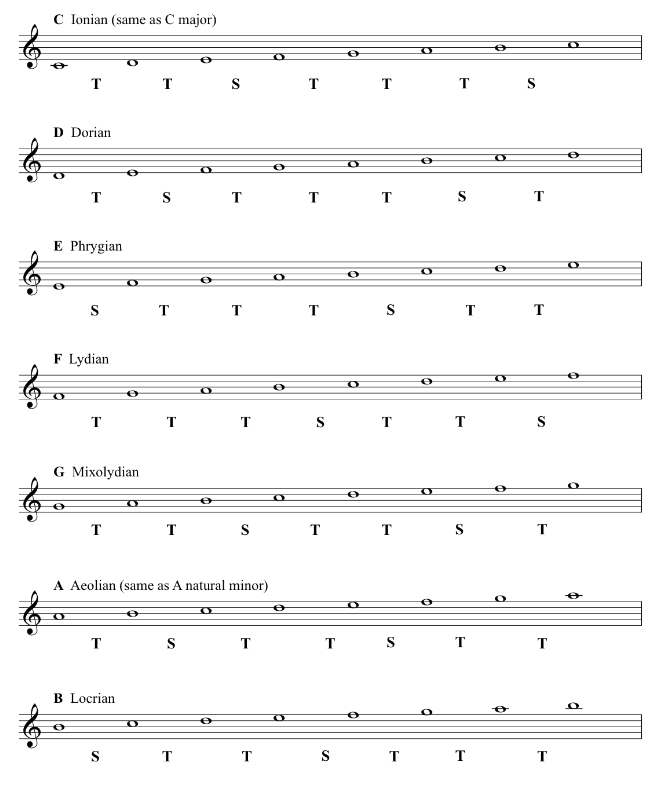 C Ionian (same as C major)
T T S T T T S
D Dorian
T S T T T S T
E Phrygian
S T T T S T T
F Lydian
T T T S T T S
G Mixolydian
T T S T T S T
A Aeolian (same as A natural minor)
T S T T S T T
B Locrian
S T T S T T T